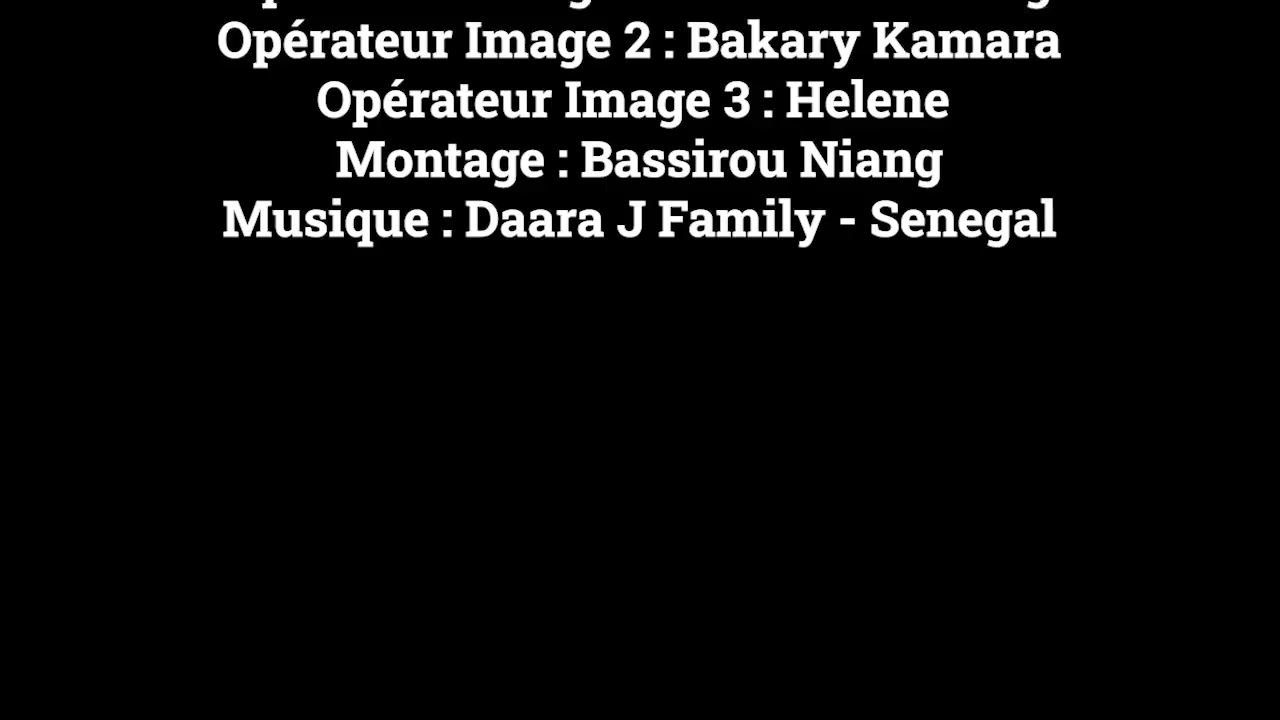 Opérateur Image 2 : Bakary Kamara
Opérateur Image 3 : Helene
Montage : Bassirou Niang
Musique : Daara J Family - Senegal